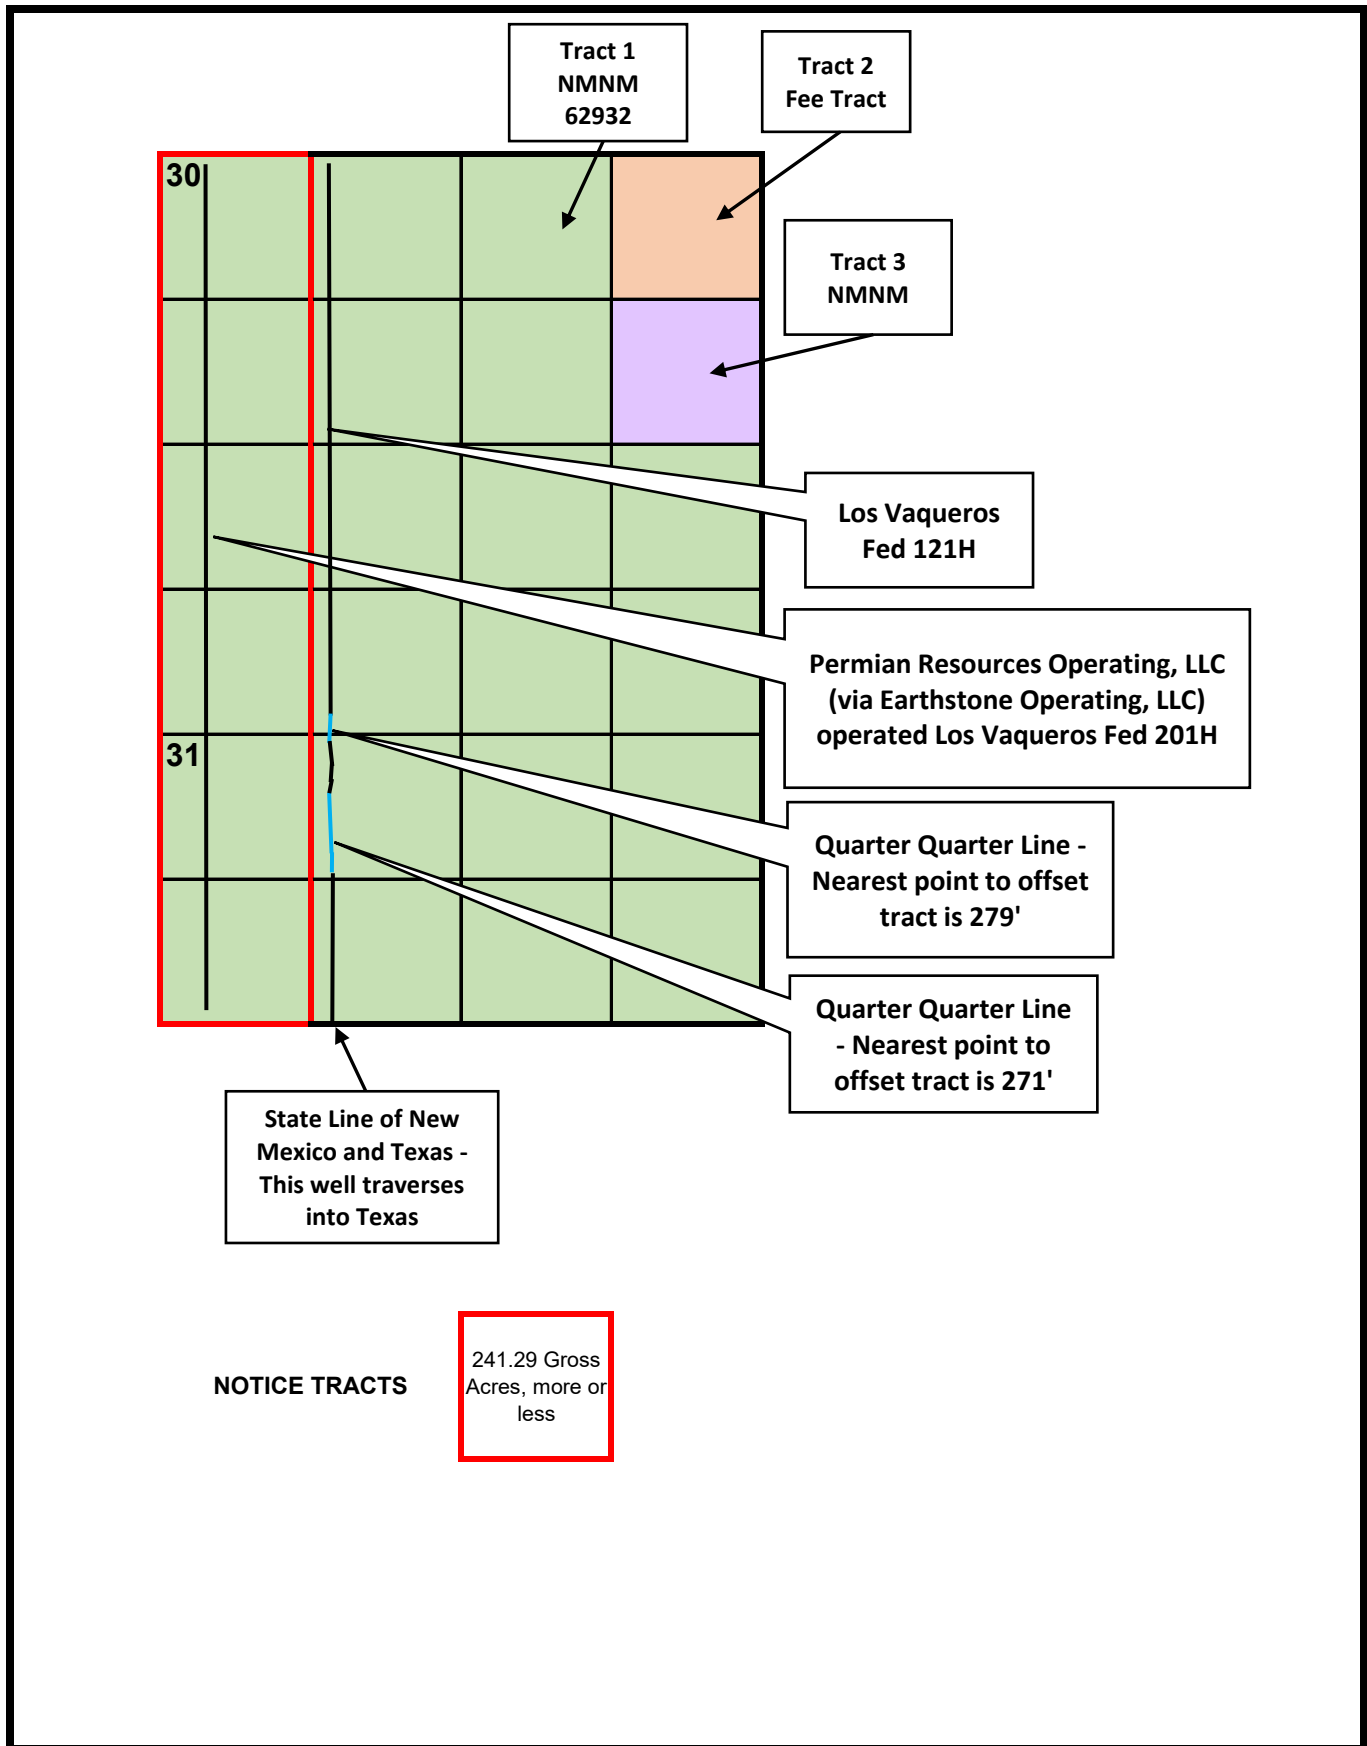 Tract 1
NMNM
62932
Tract 2
Fee Tract
30
Tract 3
NMNM
Los Vaqueros
Fed 121H
Permian Resources Operating, LLC
(via Earthstone Operating, LLC)
operated Los Vaqueros Fed 201H
31
Quarter Quarter Line -
Nearest point to offset
tract is 279'
Quarter Quarter Line
- Nearest point to
offset tract is 271'
State Line of New
Mexico and Texas -
This well traverses
into Texas
NOTICE TRACTS
241.29 Gross
Acres, more or
less